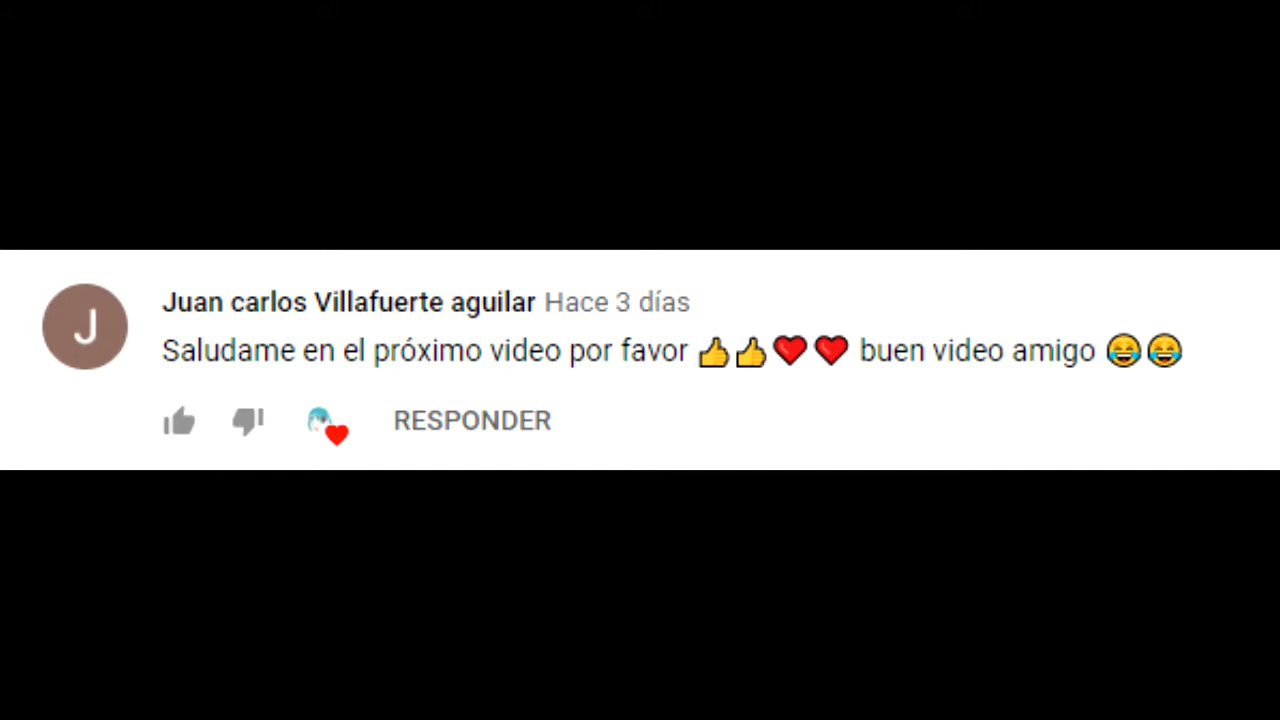 J
Juan carlos Villafuerte aguilar Hace 3 días
Saludame en el próximo video por favor 👍👍❤️❤️ buen video amigo 😂😂
RESPONDER